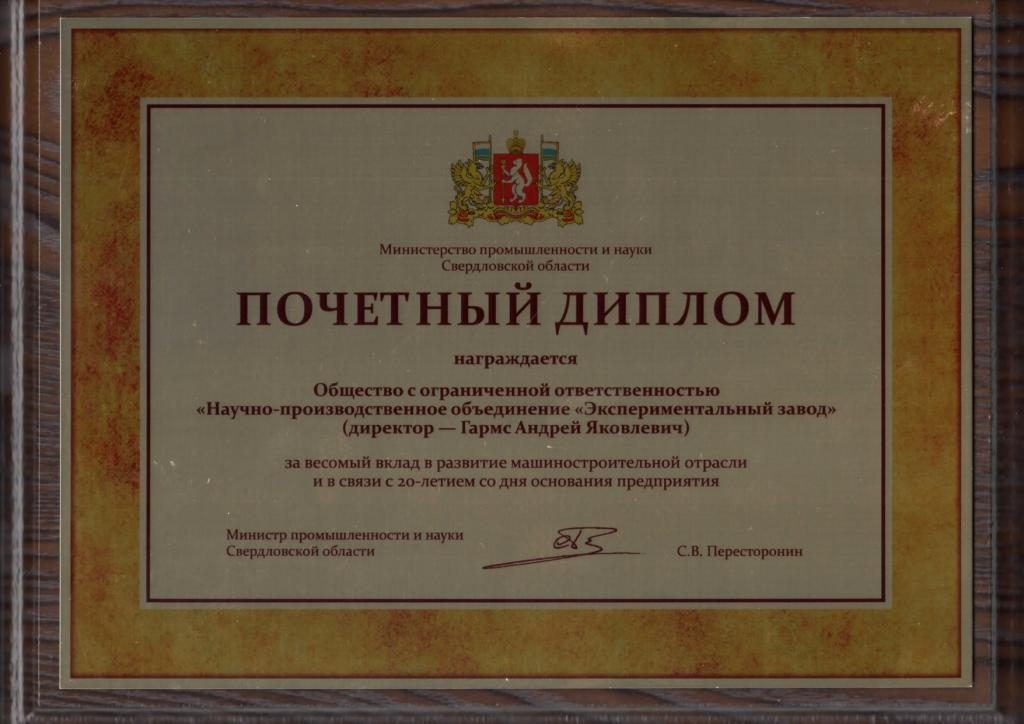 Министерство промышленности и науки
Свердловской области
ПОЧЕТНЫЙ ДИПЛОМ
награждается
Общество с ограниченной ответственностью
«Научно-производственное объединение «Экспериментальный завод»
(директор — Гармс Андрей Яковлевич)
за весомый вклад в развитие машиностроительной отрасли
и в связи с 20-летием со дня основания предприятия
Министр промышленности и науки
Свердловской области
С.В. Пересторонин